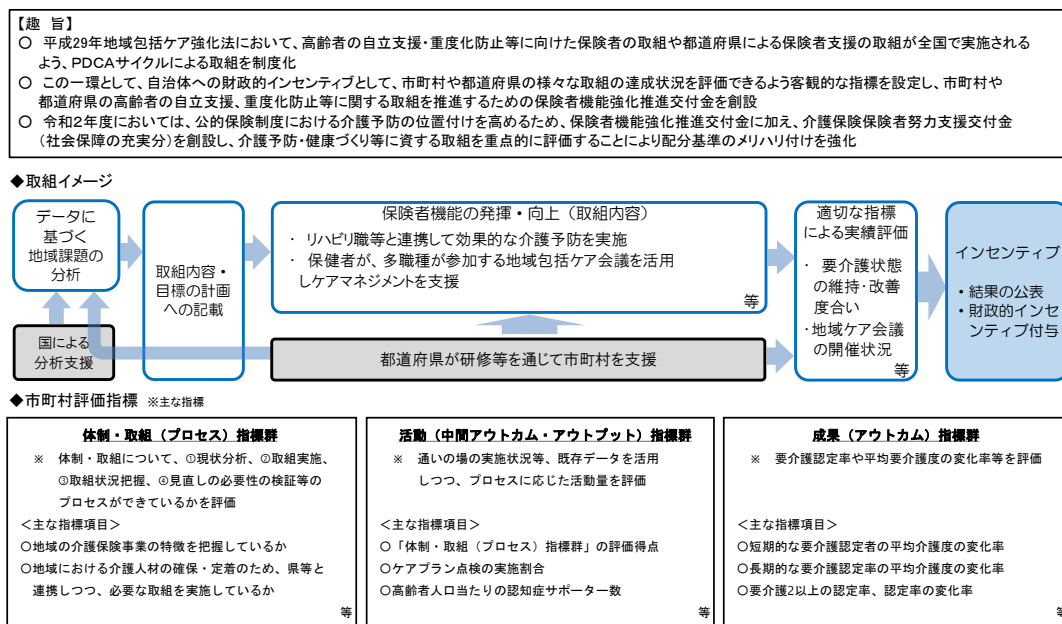 【趣 旨】
○ 平成29年地域包括ケア強化法において、高齢者の自立支援・重度化防止等に向けた保険者の取組や都道府県による保険者支援の取組が全国で実施される
よう、PDCAサイクルによる取組を制度化
○ この一環として、自治体への財政的インセンティブとして、市町村や都道府県の様々な取組の達成状況を評価できるよう客観的な指標を設定し、市町村や
都道府県の高齢者の自立支援、重度化防止等に関する取組を推進するための保険者機能強化推進交付金を創設
○ 令和2年度においては、公的保険制度における介護予防の位置付けを高めるため、保険者機能強化推進交付金に加え、介護保険保険者努力支援交付金
(社会保障の充実分)を創設し、介護予防・健康づくり等に資する取組を重点的に評価することにより配分基準のメリハリ付けを強化
◆取組イメージ
データに
基づく
地域課題の
分析
国による
分析支援
取組内容・
目標の計画
への記載
保険者機能の発揮・向上(取組内容)
・ リハビリ職等と連携して効果的な介護予防を実施
・ 保健者が、多職種が参加する地域包括ケア会議を活用
しケアマネジメントを支援
等
都道府県が研修等を通じて市町村を支援
適切な指標
による実績評価
・ 要介護状態
の維持・改善
度合い
・地域ケア会議
の開催状況
等
インセンティブ
・結果の公表
・財政的インセ
ンティブ付与
◆市町村評価指標 ※主な指標
体制・取組(プロセス)指標群
※ 体制・取組について、①現状分析、②取組実施、
③取組状況把握、④見直しの必要性の検証等の
プロセスができているかを評価
<主な指標項目>
○地域の介護保険事業の特徴を把握しているか
○地域における介護人材の確保・定着のため、県等と
連携しつつ、必要な取組を実施しているか
等
活動(中間アウトカム・アウトプット)指標群
※ 通いの場の実施状況等、既存データを活用
しつつ、プロセスに応じた活動量を評価
<主な指標項目>
○「体制・取組(プロセス)指標群」の評価得点
○ケアプラン点検の実施割合
○高齢者人口当たりの認知症サポーター数
等
成果(アウトカム)指標群
※ 要介護認定率や平均要介護度の変化率等を評価
<主な指標項目>
○短期的な要介護認定者の平均介護度の変化率
○長期的な要介護認定率の平均介護度の変化率
○要介護2以上の認定率、認定率の変化率
等